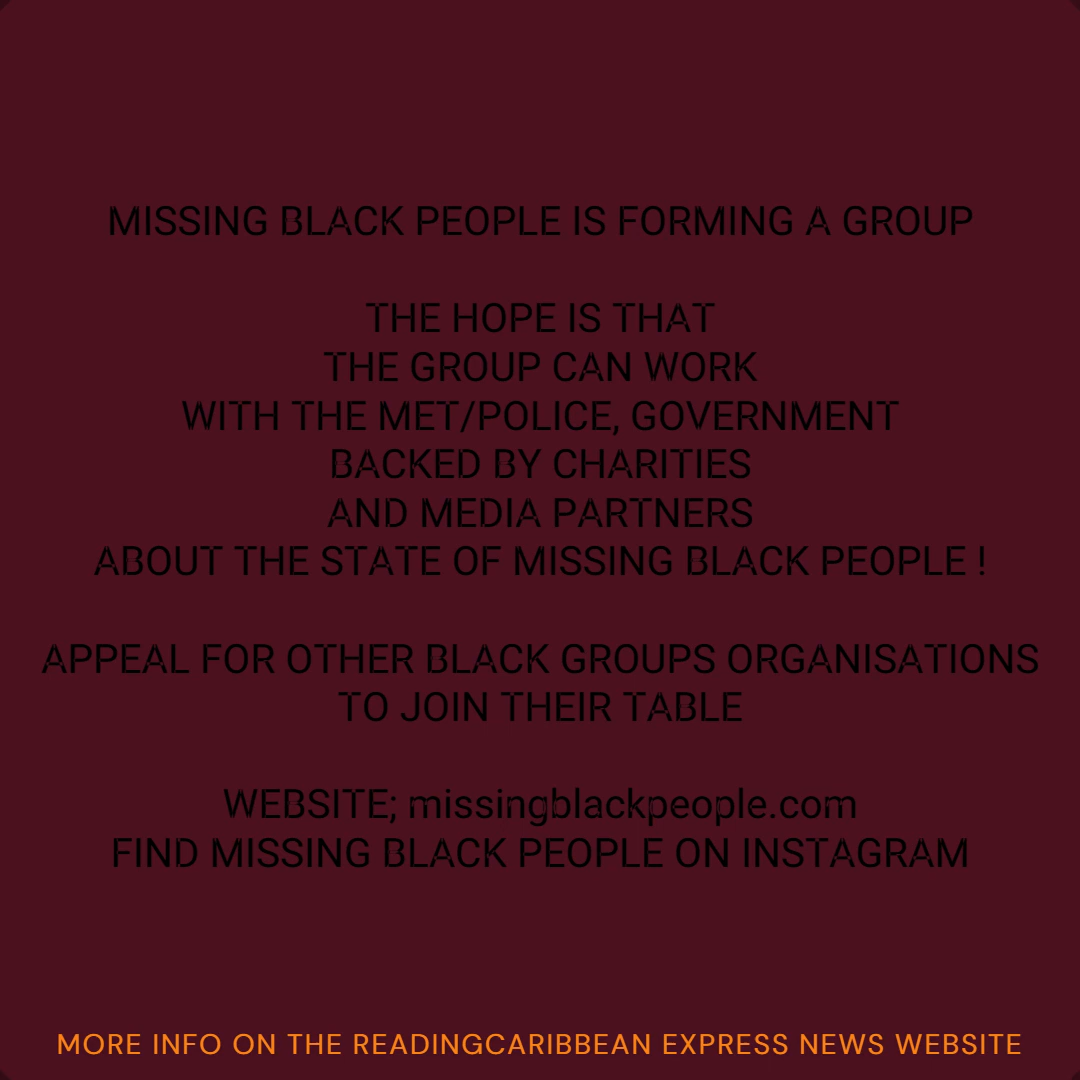 MISSING BLACK PEOPLE IS FORMING A GROUP
THE HOPE IS THAT
THE GROUP CAN WORK
WITH THE MET/POLICE, GOVERNMENT
BACKED BY CHARITIES
AND MEDIA PARTNERS
ABOUT THE STATE OF MISSING BLACK PEOPLE !
APPEAL FOR OTHER BLACK GROUPS ORGANISATIONS
TO JOIN THEIR TABLE
WEBSITE; missingblackpeople.com
FIND MISSING BLACK PEOPLE ON INSTAGRAM
MORE INFO ON THE READINGCARIBBEAN EXPRESS NEWS WEBSITE